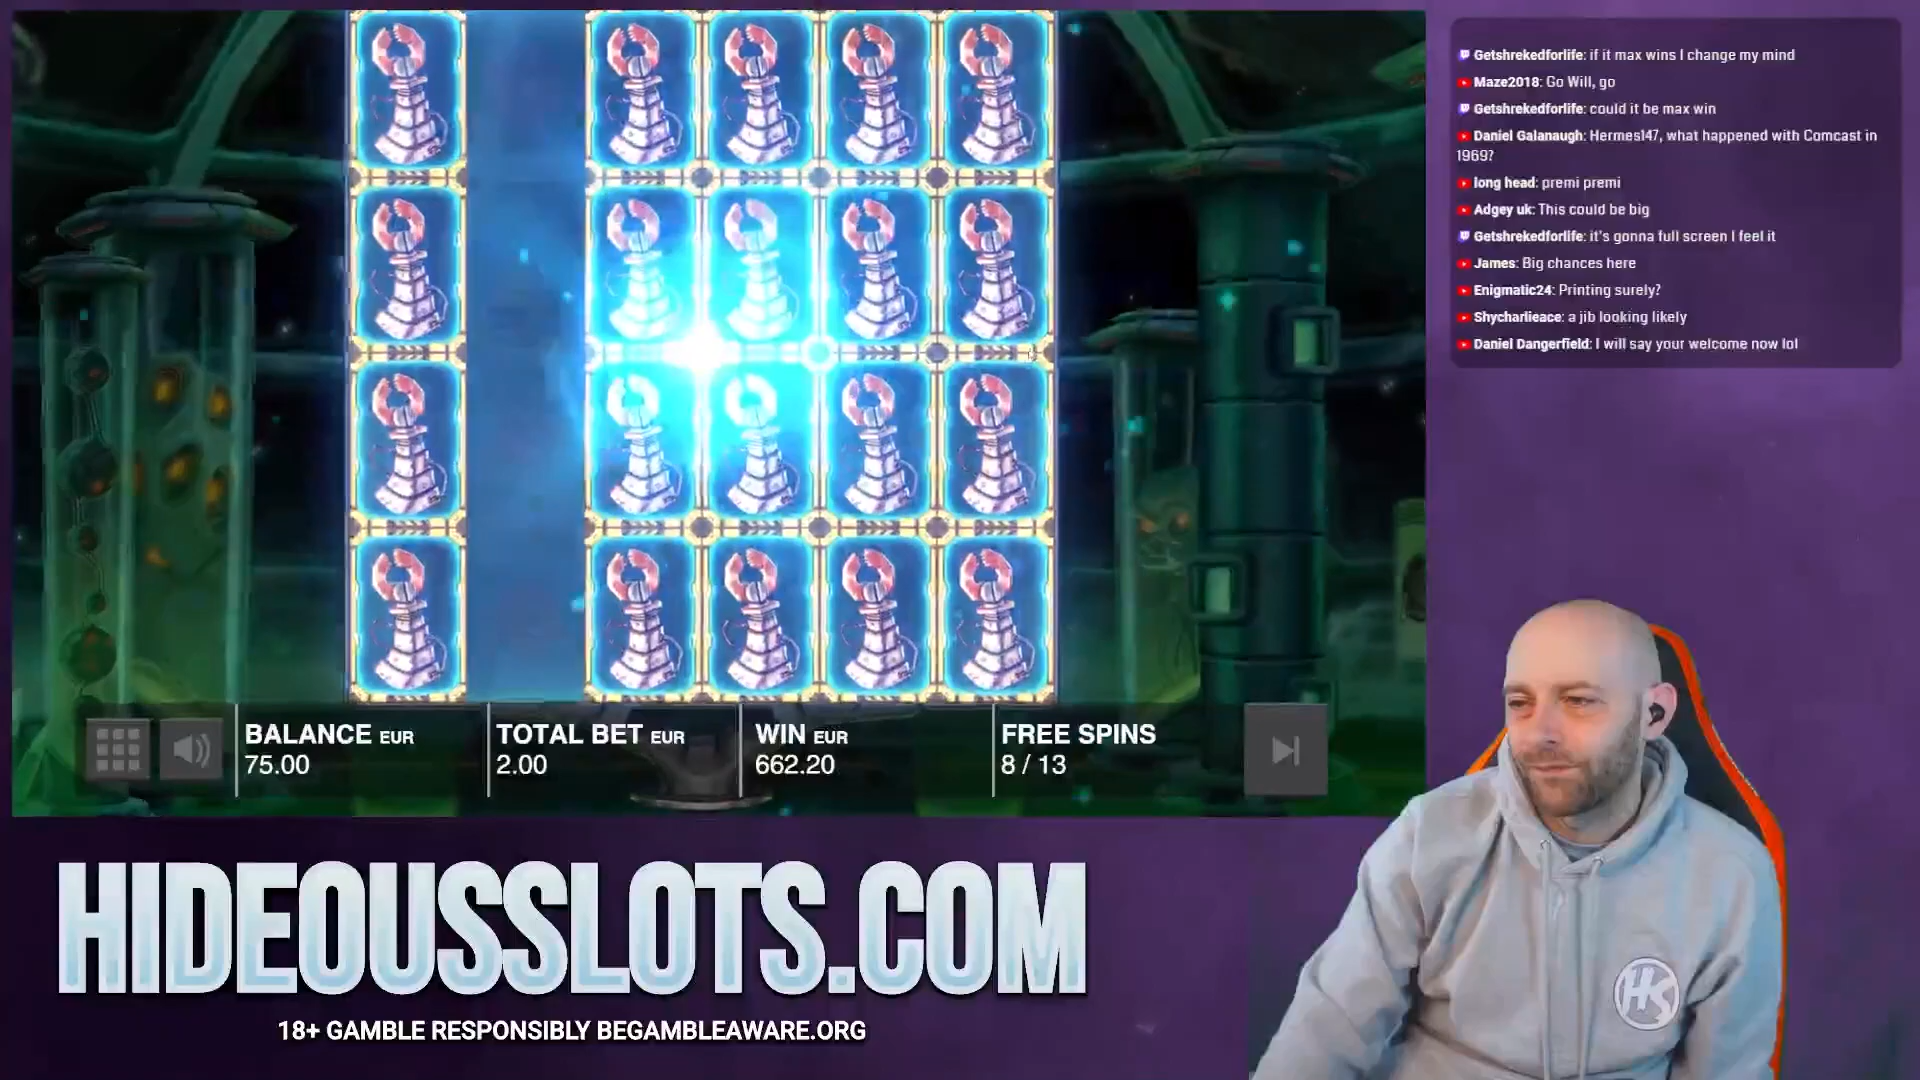 Getshrekedforlife: if it max wins I change my mind
Maze2018: Go Will, go
Getshrekedforlife: could it be max win
Daniel Galanaugh: Hermes147, what happened with Comcast in
1969?
long head: premi premi
Adgey uk: This could be big
Getshrekedforlife: it's gonna full screen I feel it
James: Big chances here
Enigmatic24: Printing surely?
Shycharlieace: a jib looking likely
Daniel Dangerfield: I will say your welcome now lol
BALANCE EUR
75.00
TOTAL BET EUR
2.00
WIN EUR
662.20
FREE SPINS
8 / 13
HIDEOUSSLOTS.COM
18+ GAMBLE RESPONSIBLY BEGAMBLEAWARE.ORG
HS